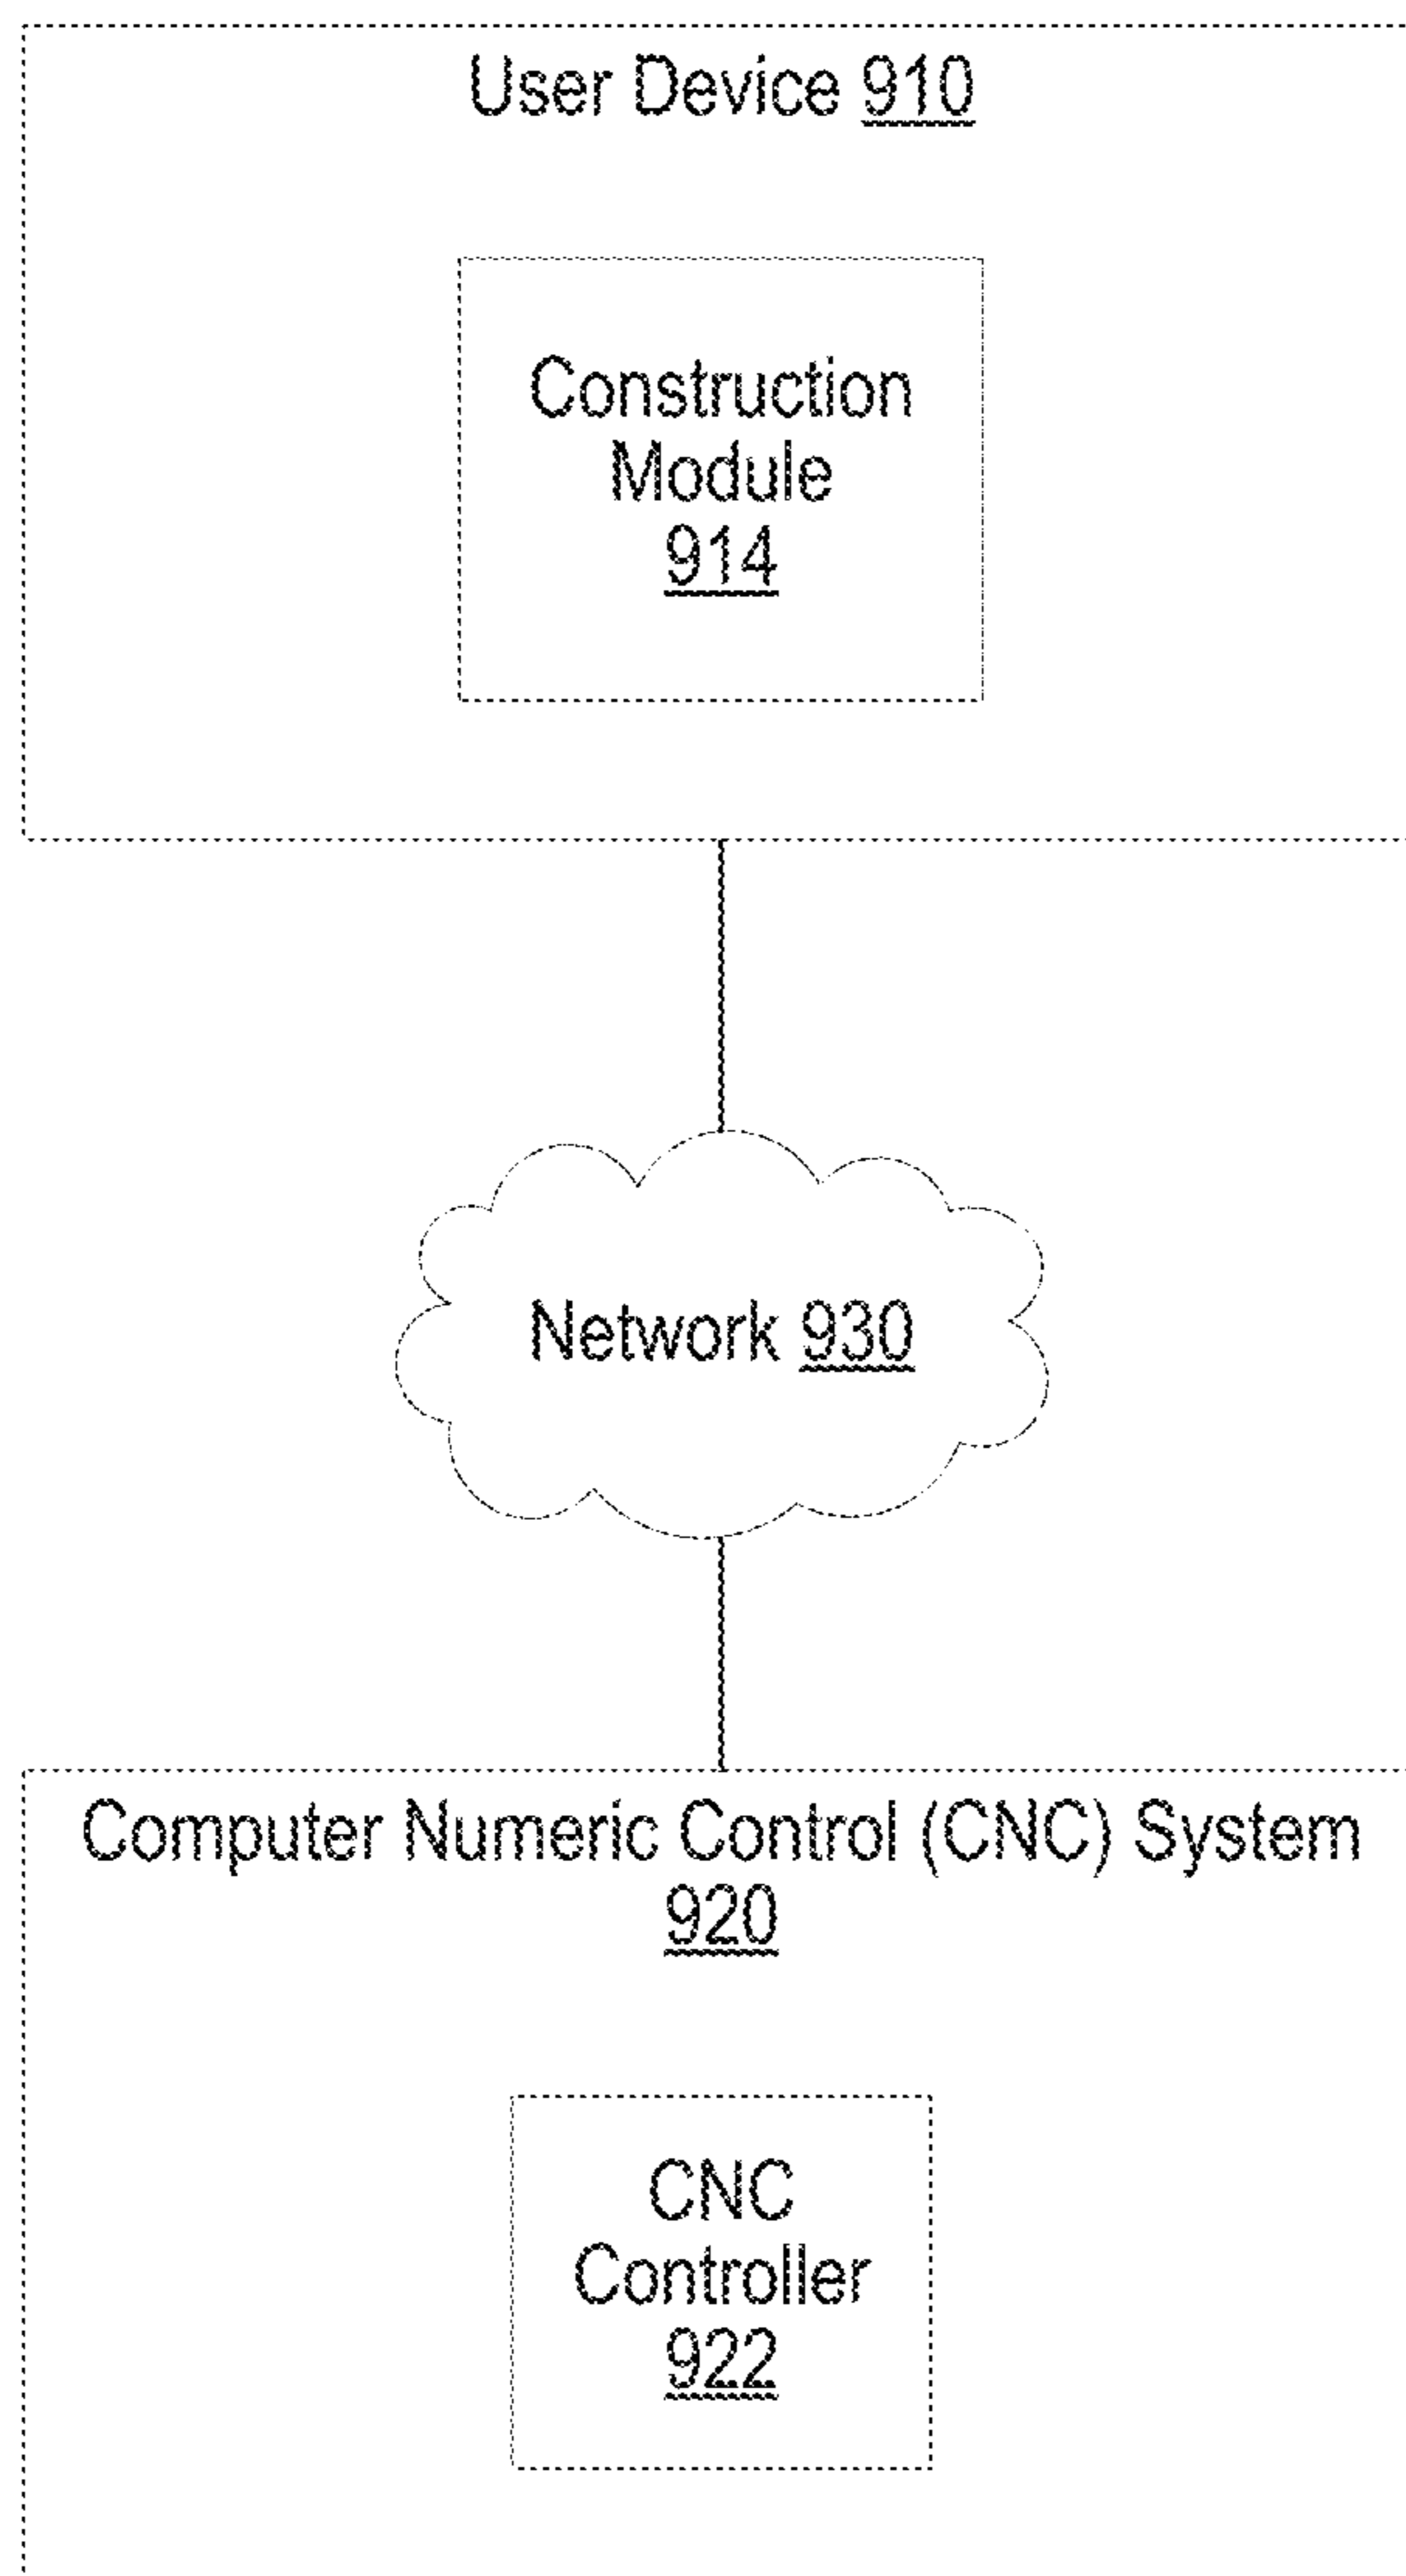 User Device 910
Construction
Module
914
Network 930
Computer Numeric Control (CNC) System
920
CNC
Controller
922